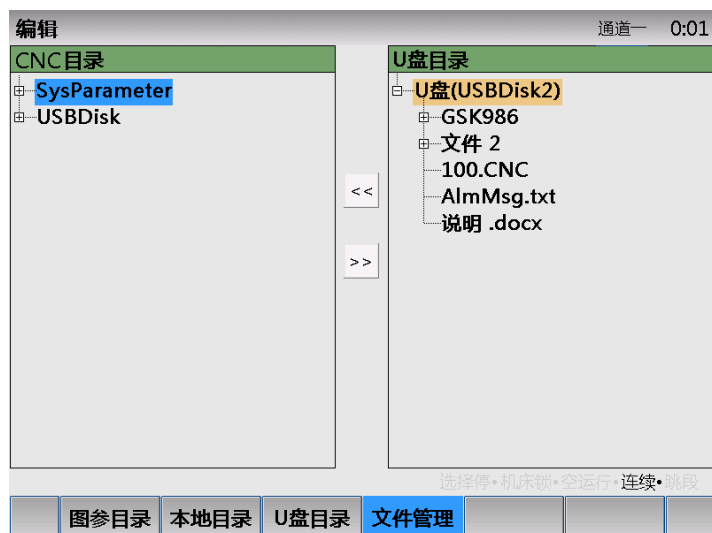 编辑 通道一 0:01
CNC目录 U盘目录
SysParameter
USBDisk
U盘(USBDisk2)
GSK986
文件 2
100.CNC
AlmMsg.txt
说明 .docx
<<
>>
选择停•机床锁•空运行•连续•跳段
图参目录 本地目录 U盘目录 文件管理